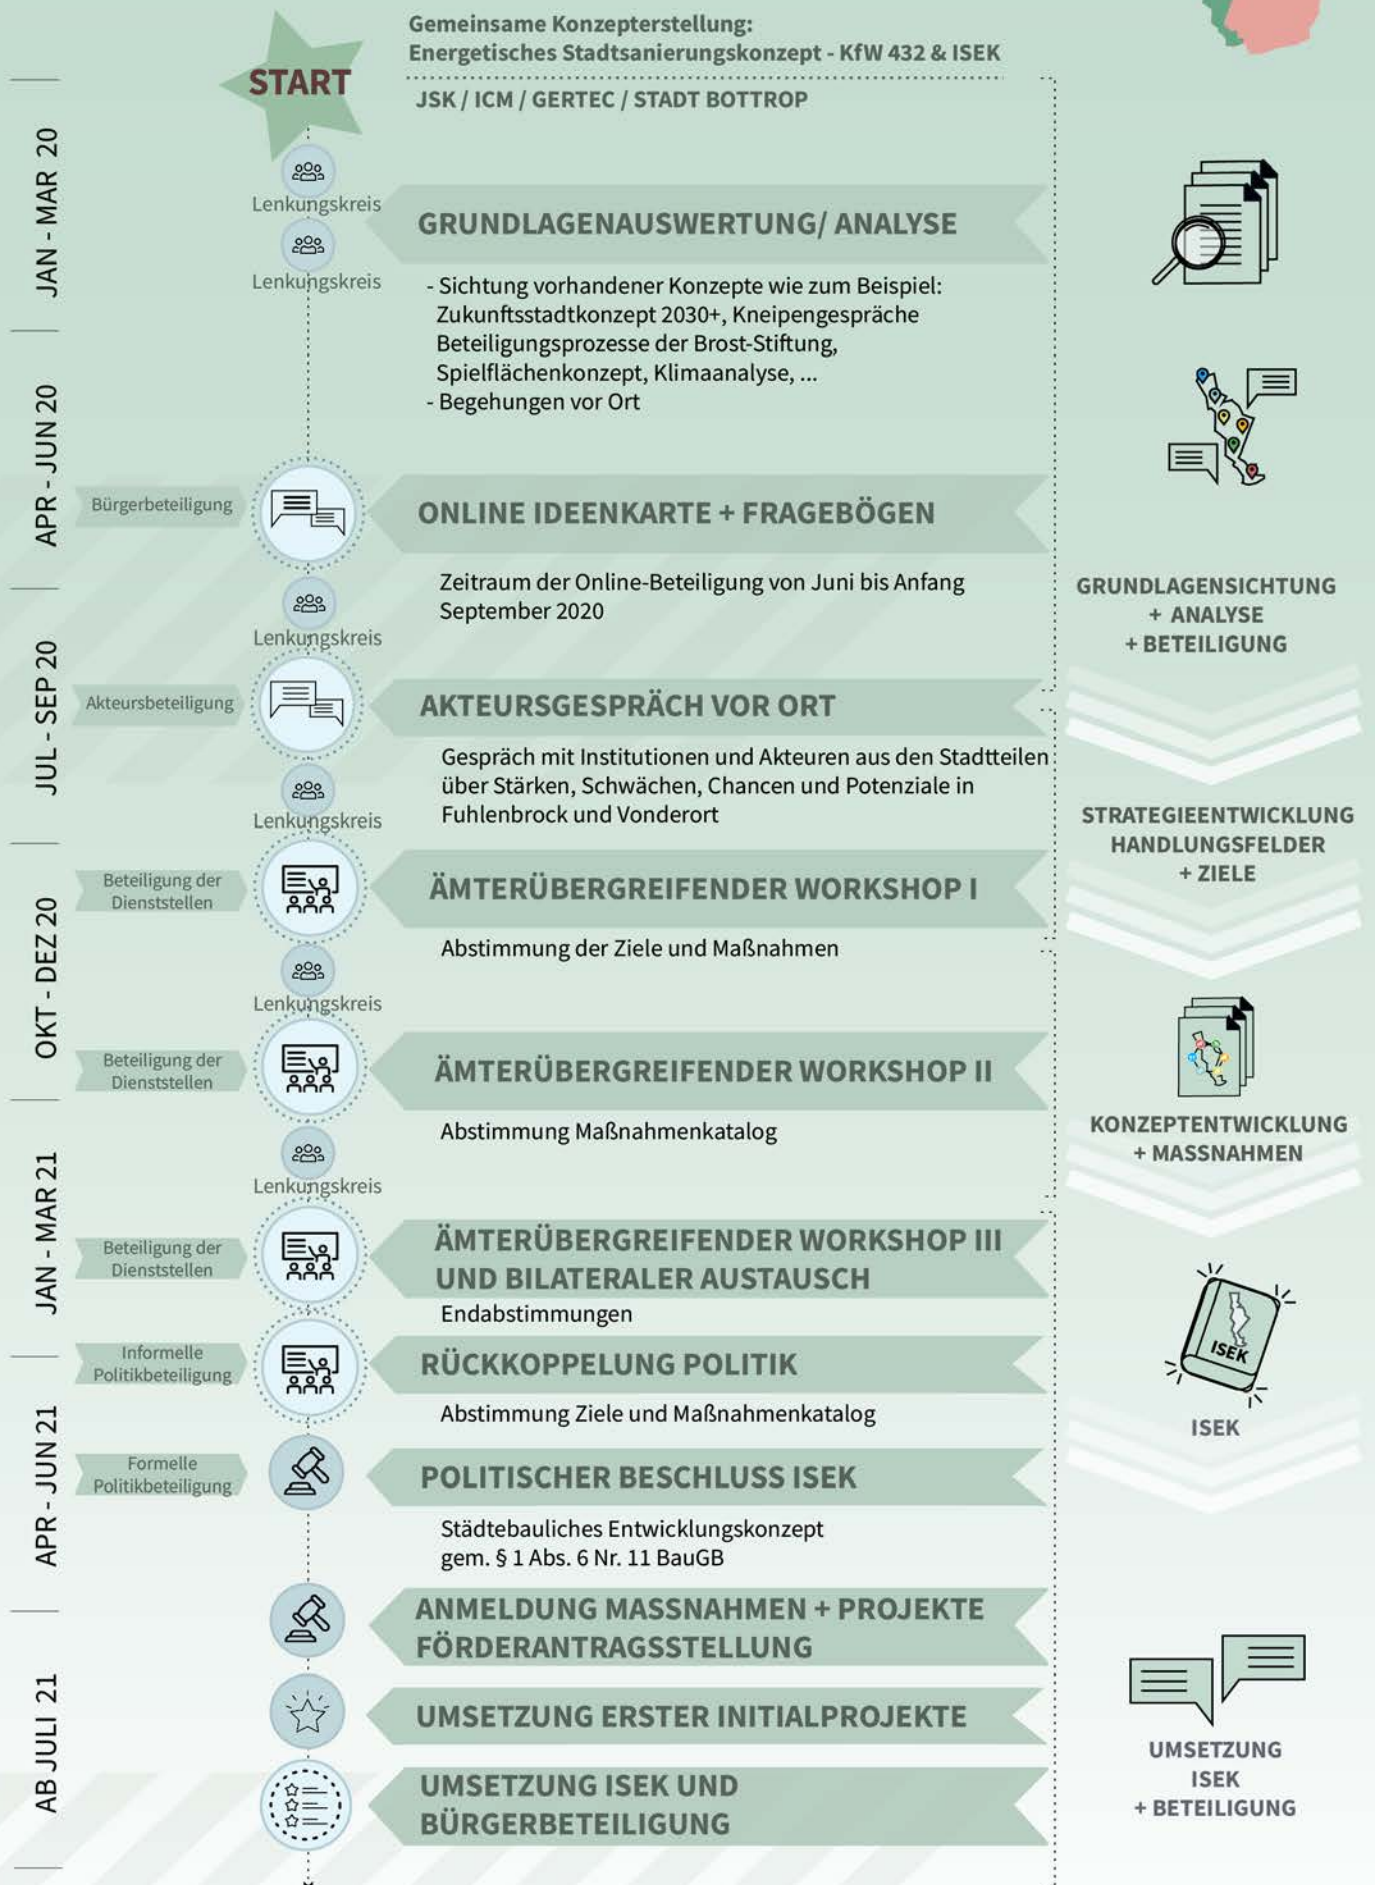 Gemeinsame Konzepterstellung:
Energetisches Stadtsanierungskonzept - KfW 432 & ISEK
START
JSK / ICM / GERTEC / STADT BOTTROP
JAN - MAR 20
Lenkungskreis
GRUNDLAGENAUSWERTUNG/ ANALYSE
Lenkungskreis
- Sichtung vorhandener Konzepte wie zum Beispiel:
Zukunftsstadtkonzept 2030+, Kneipengespräche
Beteiligungsprozesse der Brost-Stiftung,
Spielflächenkonzept, Klimaanalyse, ...
- Begehungen vor Ort
APR - JUN 20
Bürgerbeteiligung
ONLINE IDEENKARTE + FRAGEBÖGEN
Zeitraum der Online-Beteiligung von Juni bis Anfang
September 2020
GRUNDLAGENSICHTUNG
+ ANALYSE
+ BETEILIGUNG
Lenkungskreis
JUL - SEP 20
Akteursbeteiligung
AKTEURSGESPRÄCH VOR ORT
Gespräch mit Institutionen und Akteuren aus den Stadtteilen
über Stärken, Schwächen, Chancen und Potenziale in
Fuhlenbrock und Vonderort
Lenkungskreis
STRATEGIEENTWICKLUNG
HANDLUNGSFELDER
+ ZIELE
OKT - DEZ 20
Beteiligung der
Dienststellen
ÄMTERÜBERGREIFENDER WORKSHOP I
Abstimmung der Ziele und Maßnahmen
Lenkungskreis
Beteiligung der
Dienststellen
ÄMTERÜBERGREIFENDER WORKSHOP II
Abstimmung Maßnahmenkatalog
KONZEPTENTWICKLUNG
+ MASSNAHMEN
Lenkungskreis
JAN - MAR 21
Beteiligung der
Dienststellen
ÄMTERÜBERGREIFENDER WORKSHOP III
UND BILATERALER AUSTAUSCH
Endabstimmungen
ISEK
Informelle
Politikbeteiligung
RÜCKKOPPELUNG POLITIK
Abstimmung Ziele und Maßnahmenkatalog
ISEK
APR - JUN 21
Formelle
Politikbeteiligung
POLITISCHER BESCHLUSS ISEK
Städtebauliches Entwicklungskonzept
gem. § 1 Abs. 6 Nr. 11 BauGB
ANMELDUNG MASSNAHMEN + PROJEKTE
FÖRDERANTRAGSSTELLUNG
AB JULI 21
UMSETZUNG ERSTER INITIALPROJEKTE
UMSETZUNG ISEK UND
BÜRGERBETEILIGUNG
UMSETZUNG
ISEK
+ BETEILIGUNG